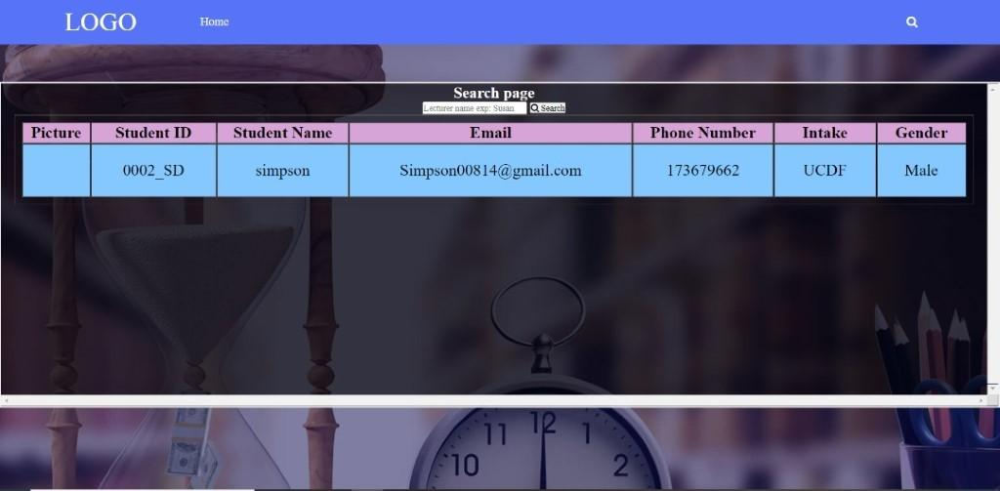 LOGO Home
Search page
Lecturer name exp: Susan Search
Picture Student ID Student Name Email Phone Number Intake Gender
0002_SD simpson Simpson00814@gmail.com 173679662 UCDF Male
11 12 1
10 2